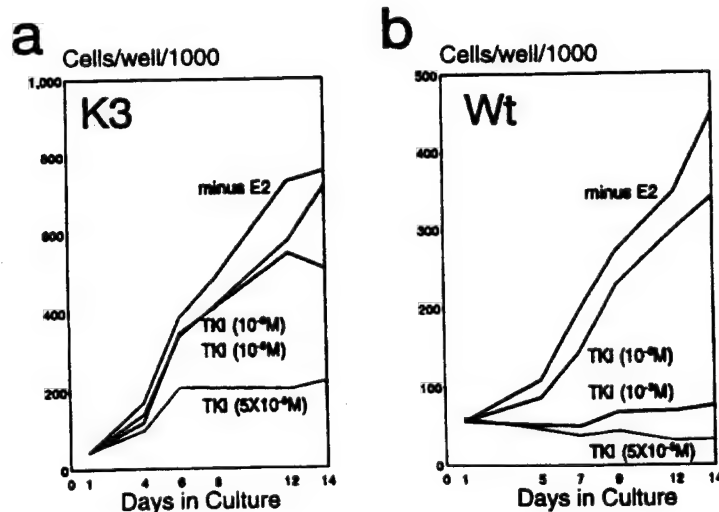 a
Cells/well/1000
K3
1,000
800
600
400
200
0
minus E2
TKI
TKI
TKI
0 1 4 6 8 12 14
Days in Culture
b
Cells/well/1000
Wt
500
400
300
200
100
0
minus E2
TKI
TKI
TKI
0 1 5 7 9 12 14
Days in Culture